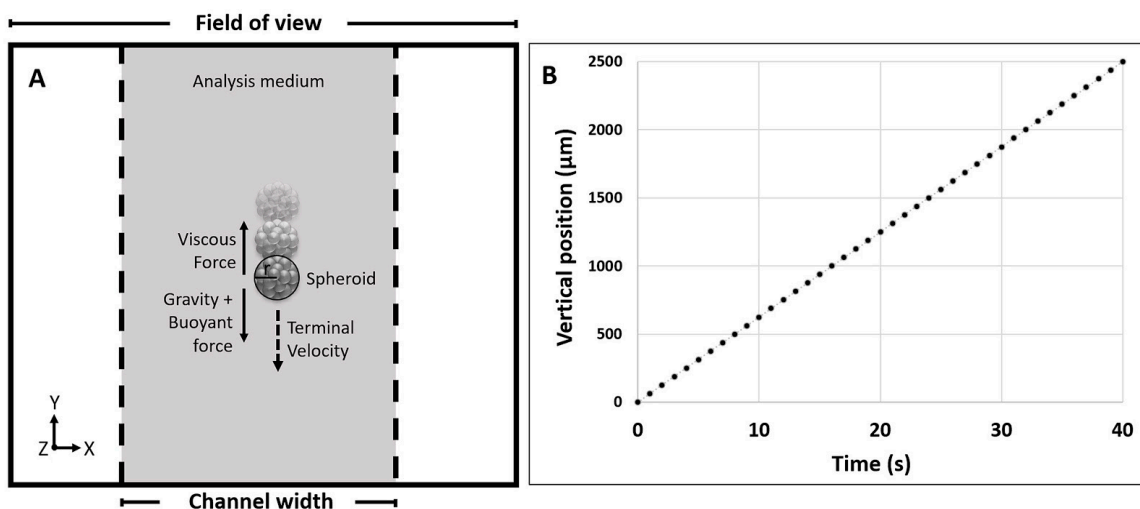 Field of view
A
Analysis medium
Viscous
Force
r
Spheroid
Gravity +
Buoyant
force
Terminal
Velocity
Y
Z
X
Channel width
B
Vertical position (μm)
2500
2000
1500
1000
500
0
0 10 20 30 40
Time (s)